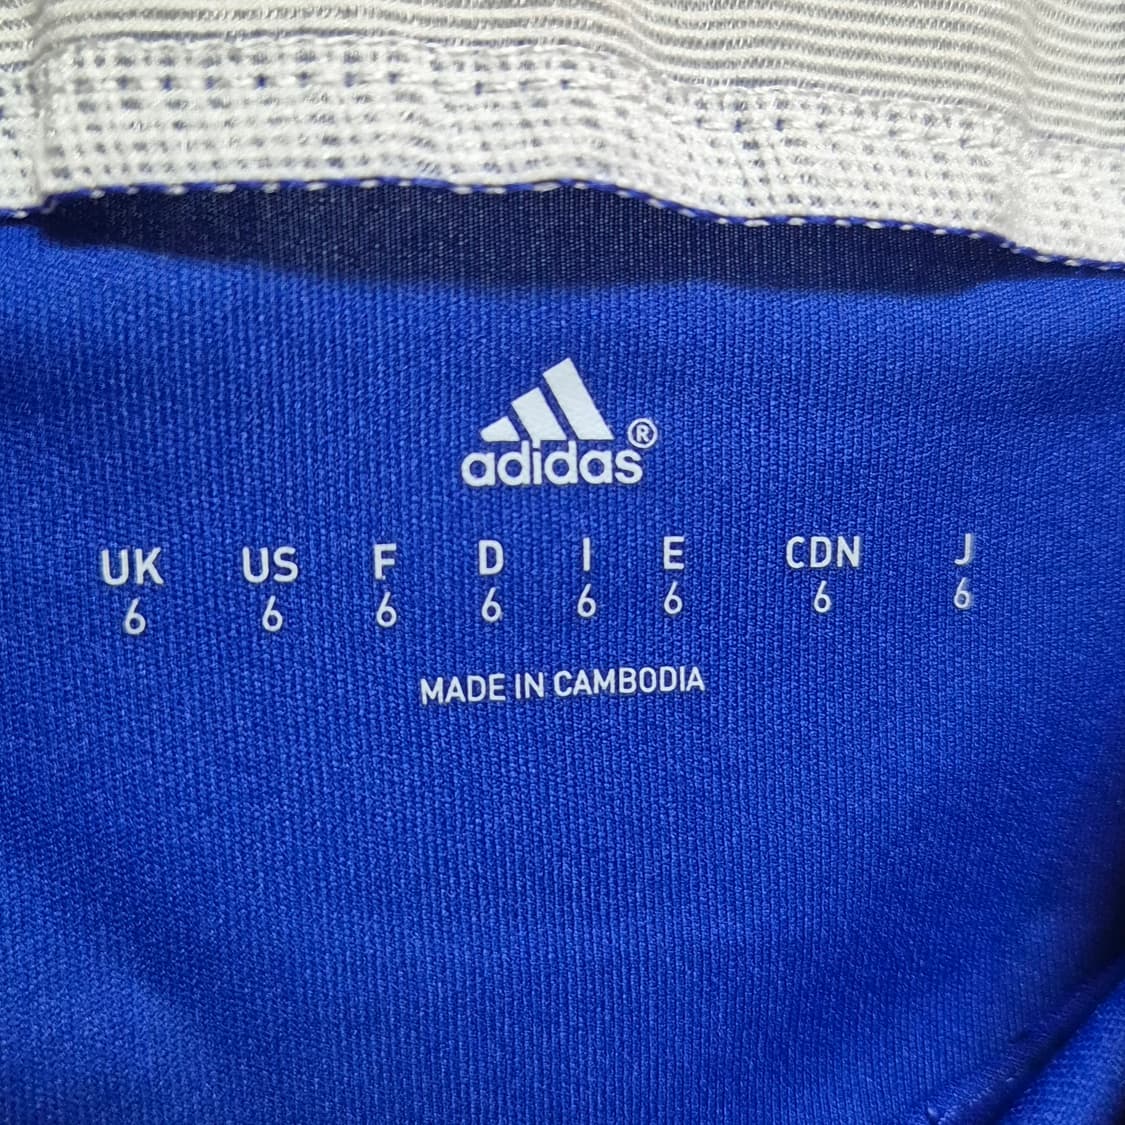 adidas®
UK US F D I E CDN J
6 6 6 6 6 6 6 6
MADE IN CAMBODIA